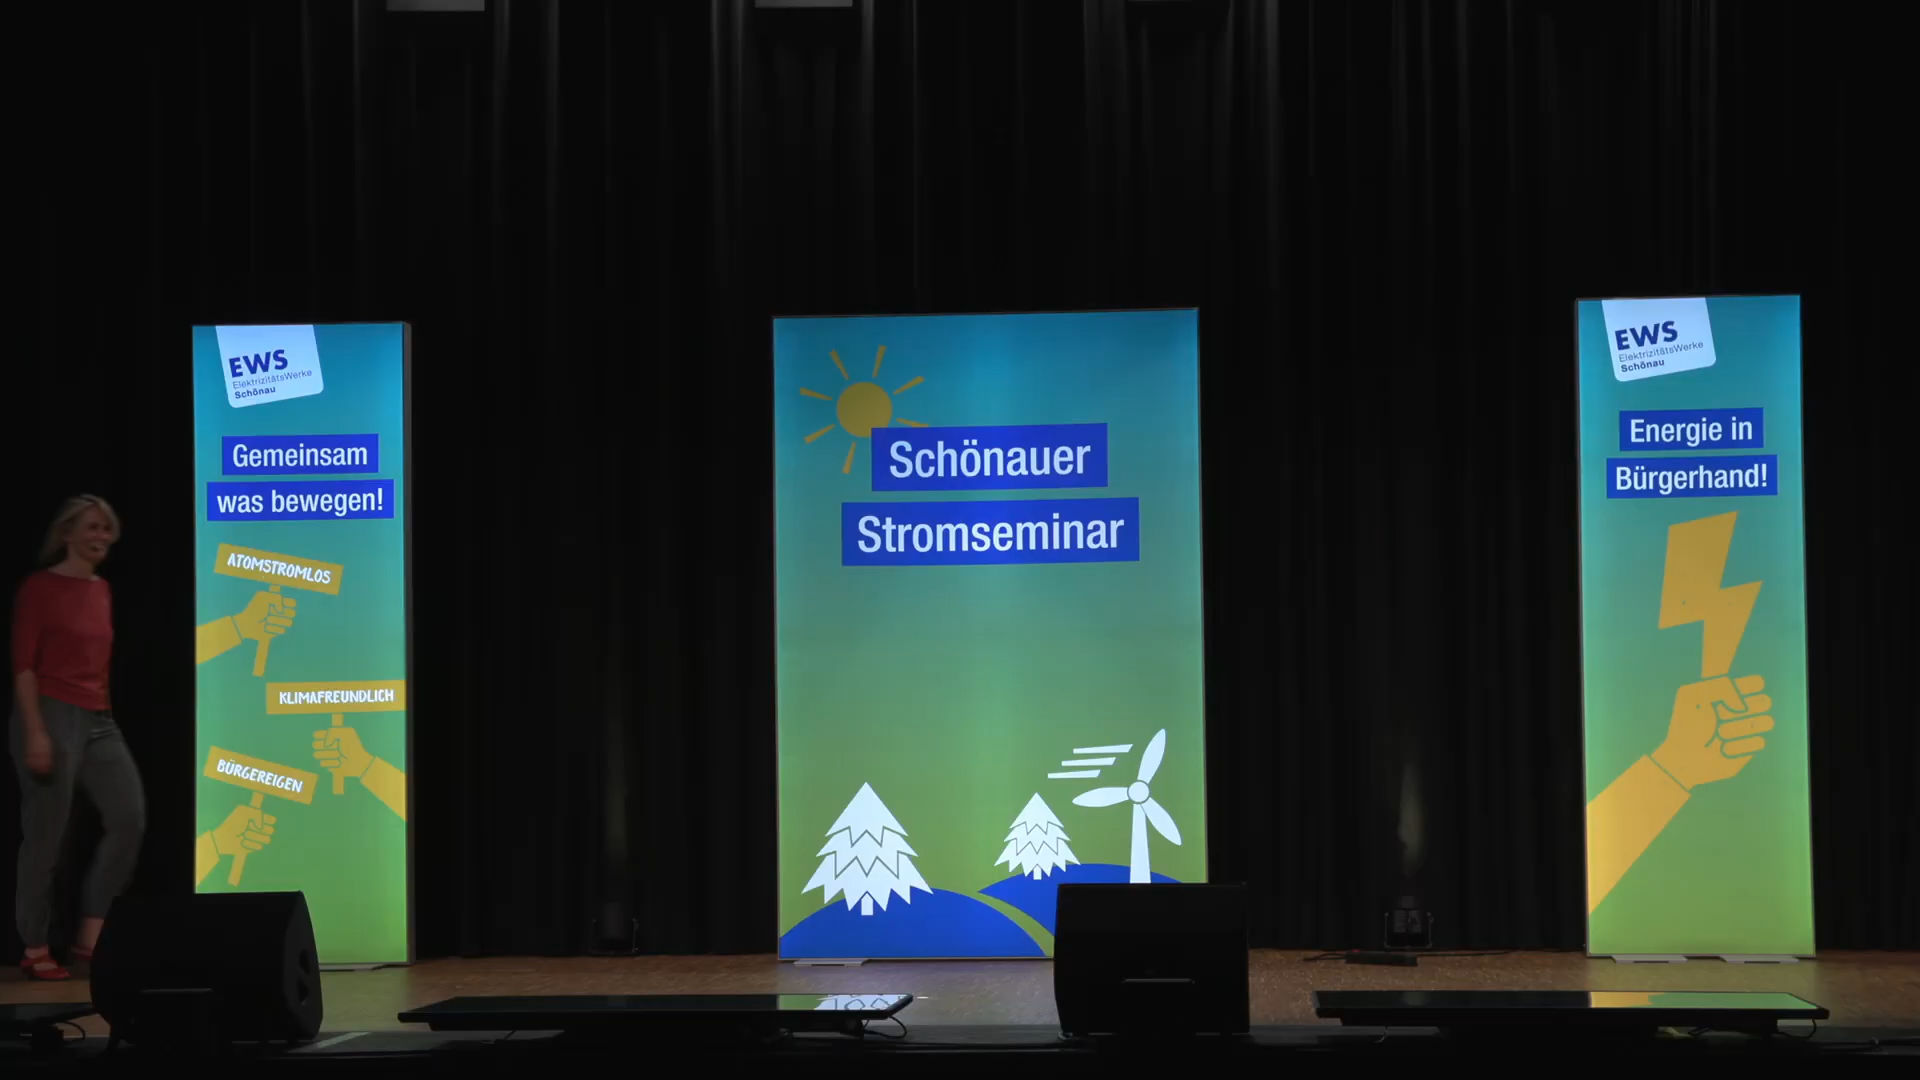 EWS
ElektrizitätsWerke
Schönau
Gemeinsam
was bewegen!
ATOMSTROMLOS
KLIMAFREUNDLICH
BÜRGEREIGEN
Schönauer
Stromseminar
EWS
ElektrizitätsWerke
Schönau
Energie in
Bürgerhand!